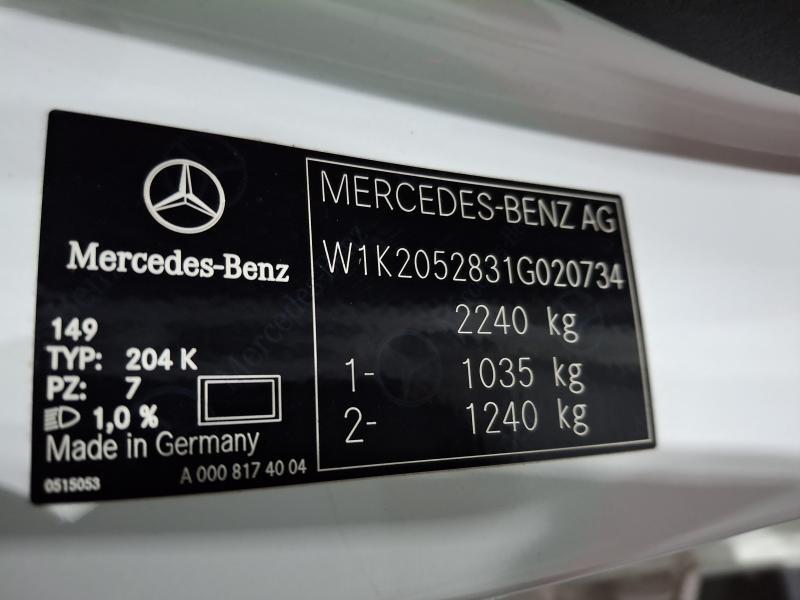 Mercedes-Benz
149
TYP: 204 K
PZ: 7
1,0 %
Made in Germany
0515053
A 000 817 40 04
MERCEDES-BENZ AG
W1K2052831G020734
2240 kg
1- 1035 kg
2- 1240 kg